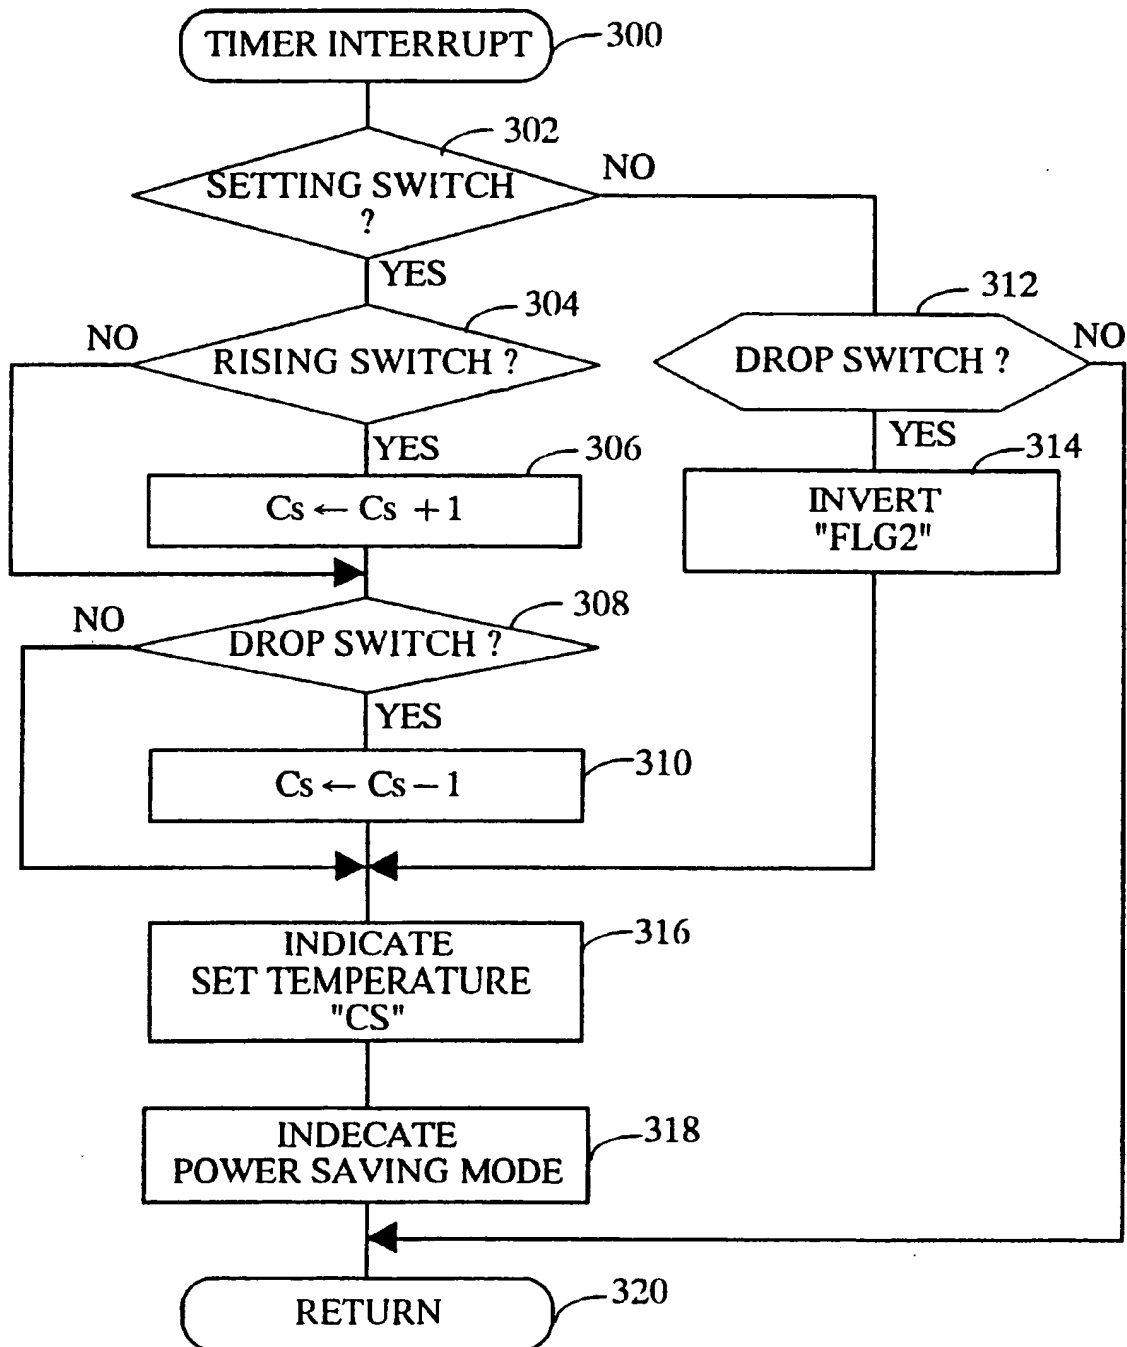 TIMER INTERRUPT
300
302
SETTING SWITCH
?
NO
YES
304
NO
RISING SWITCH ?
312
NO
DROP SWITCH ?
YES
306
Cs ← Cs + 1
YES
314
INVERT
"FLG2"
308
NO
DROP SWITCH ?
YES
310
Cs ← Cs − 1
316
INDICATE
SET TEMPERATURE
"CS"
318
INDECATE
POWER SAVING MODE
320
RETURN